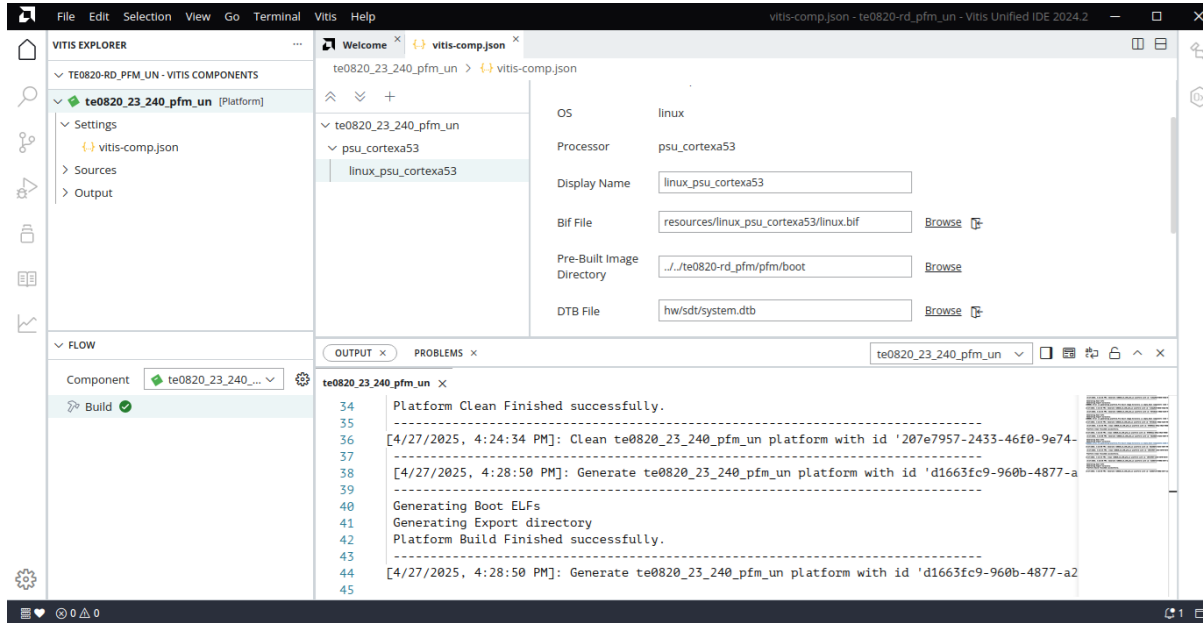 File Edit Selection View Go Terminal Vitis Help
vitis-comp.json - te0820-rd_pfm_un - Vitis Unified IDE 2024.2
VITIS EXPLORER
TE0820-RD_PFM_UN - VITIS COMPONENTS
te0820_23_240_pfm_un [Platform]
Settings
{..} vitis-comp.json
Sources
Output
FLOW
Component te0820_23_240_...
Build
Welcome × {..} vitis-comp.json ×
te0820_23_240_pfm_un > {..} vitis-comp.json
te0820_23_240_pfm_un
psu_cortexa53
linux_psu_cortexa53
OS linux
Processor psu_cortexa53
Display Name linux_psu_cortexa53
Bif File resources/linux_psu_cortexa53/linux.bif Browse
Pre-Built Image
Directory ../../te0820-rd_pfm/pfm/boot Browse
DTB File hw/sdt/system.dtb Browse
OUTPUT × PROBLEMS × te0820_23_240_pfm_un
te0820_23_240_pfm_un ×
34 Platform Clean Finished successfully.
35 ------------------------------------------------------------------------
36 [4/27/2025, 4:24:34 PM]: Clean te0820_23_240_pfm_un platform with id '207e7957-2433-46f0-9e74-
37 ------------------------------------------------------------------------
38 [4/27/2025, 4:28:50 PM]: Generate te0820_23_240_pfm_un platform with id 'd1663fc9-960b-4877-a
39 ------------------------------------------------------------------------
40 Generating Boot ELFs
41 Generating Export directory
42 Platform Build Finished successfully.
43 ------------------------------------------------------------------------
44 [4/27/2025, 4:28:50 PM]: Generate te0820_23_240_pfm_un platform with id 'd1663fc9-960b-4877-a2
45
0 0
1